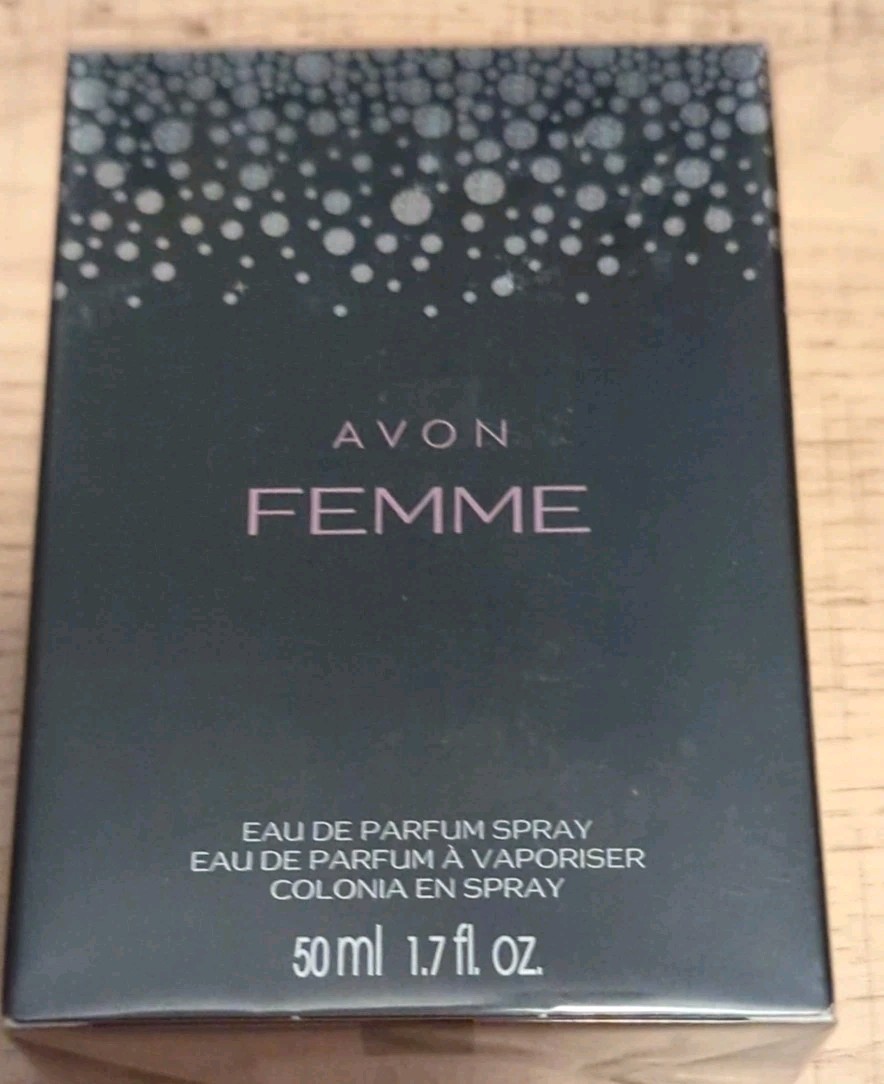 AVON
FEMME
EAU DE PARFUM SPRAY
EAU DE PARFUM À VAPORISER
COLONIA EN SPRAY
50 ml 1.7 fl. oz.